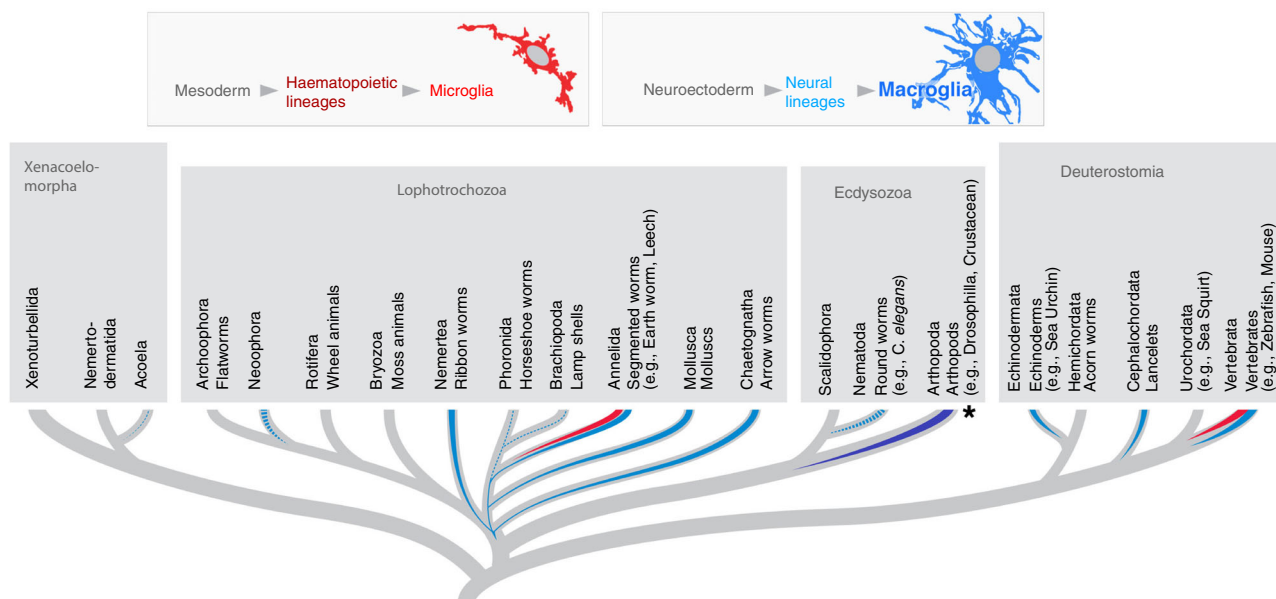 Mesoderm
Haematopoietic
lineages
Microglia
Neuroectoderm
Neural
lineages
Macroglia
Xenacoelo-
morpha
Lophotrochozoa
Ecdysozoa
Deuterostomia
Xenoturbellida
Nemerto-
dermatida
Acoela
Archoophora
Flatworms
Neophora
Rotifera
Wheel animals
Bryozoa
Moss animals
Nemertea
Ribbon worms
Phoronida
Horseshoe worms
Brachiopoda
Lamp shells
Annelida
Segmented worms
(e.g., Earth worm, Leech)
Mollusca
Molluscs
Chaetognatha
Arrow worms
Scalidophora
Nematoda
Round worms
(e.g., C. elegans)
Arthopoda
Arthopods
(e.g., Drosophilla, Crustacean)
*
Echinodermata
Echinoderms
(e.g., Sea Urchin)
Hemichordata
Acorn worms
Cephalochordata
Lancelets
Urochordata
(e.g., Sea Squirt)
Vertebrata
Vertebrates
(e.g., Zebrafish, Mouse)